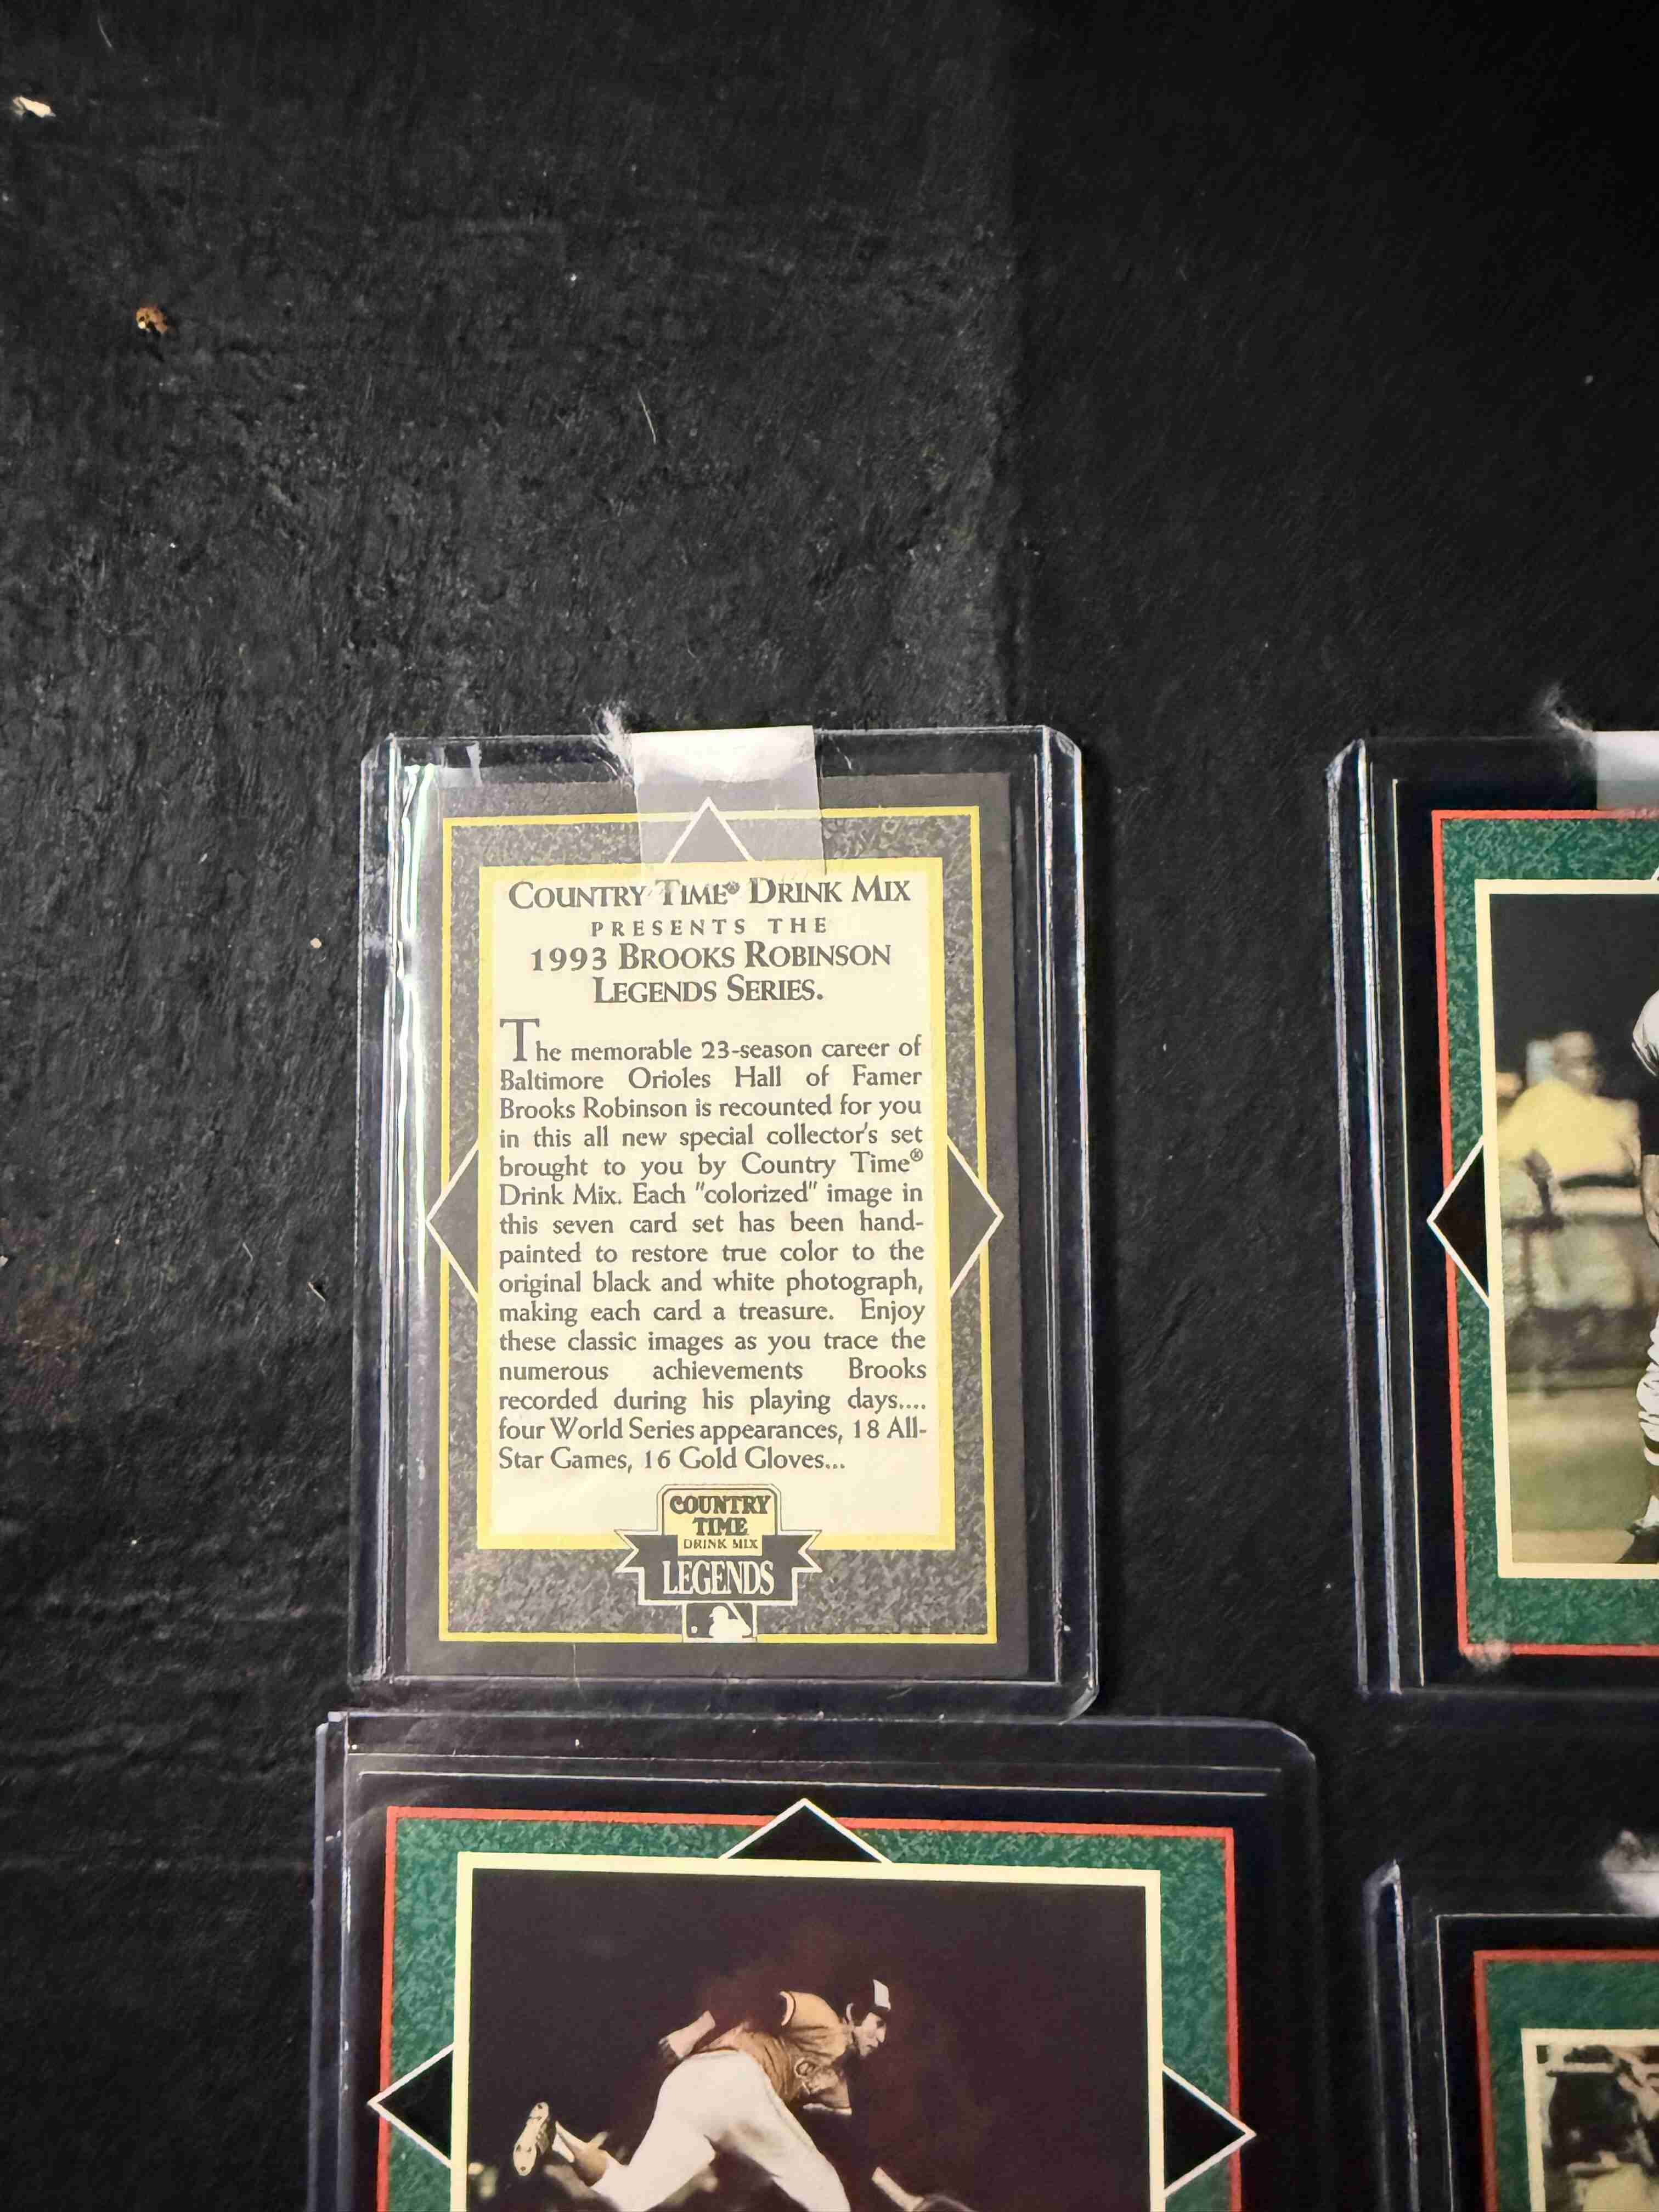 COUNTRY TIME® DRINK MIX
PRESENTS THE
1993 BROOKS ROBINSON
LEGENDS SERIES.
The memorable 23-season career of
Baltimore Orioles Hall of Famer
Brooks Robinson is recounted for you
in this all new special collector's set
brought to you by Country Time®
Drink Mix. Each "colorized" image in
this seven card set has been hand-
painted to restore true color to the
original black and white photograph,
making each card a treasure. Enjoy
these classic images as you trace the
numerous achievements Brooks
recorded during his playing days....
four World Series appearances, 18 All-
Star Games, 16 Gold Gloves...
COUNTRY
TIME
DRINK MIX
LEGENDS